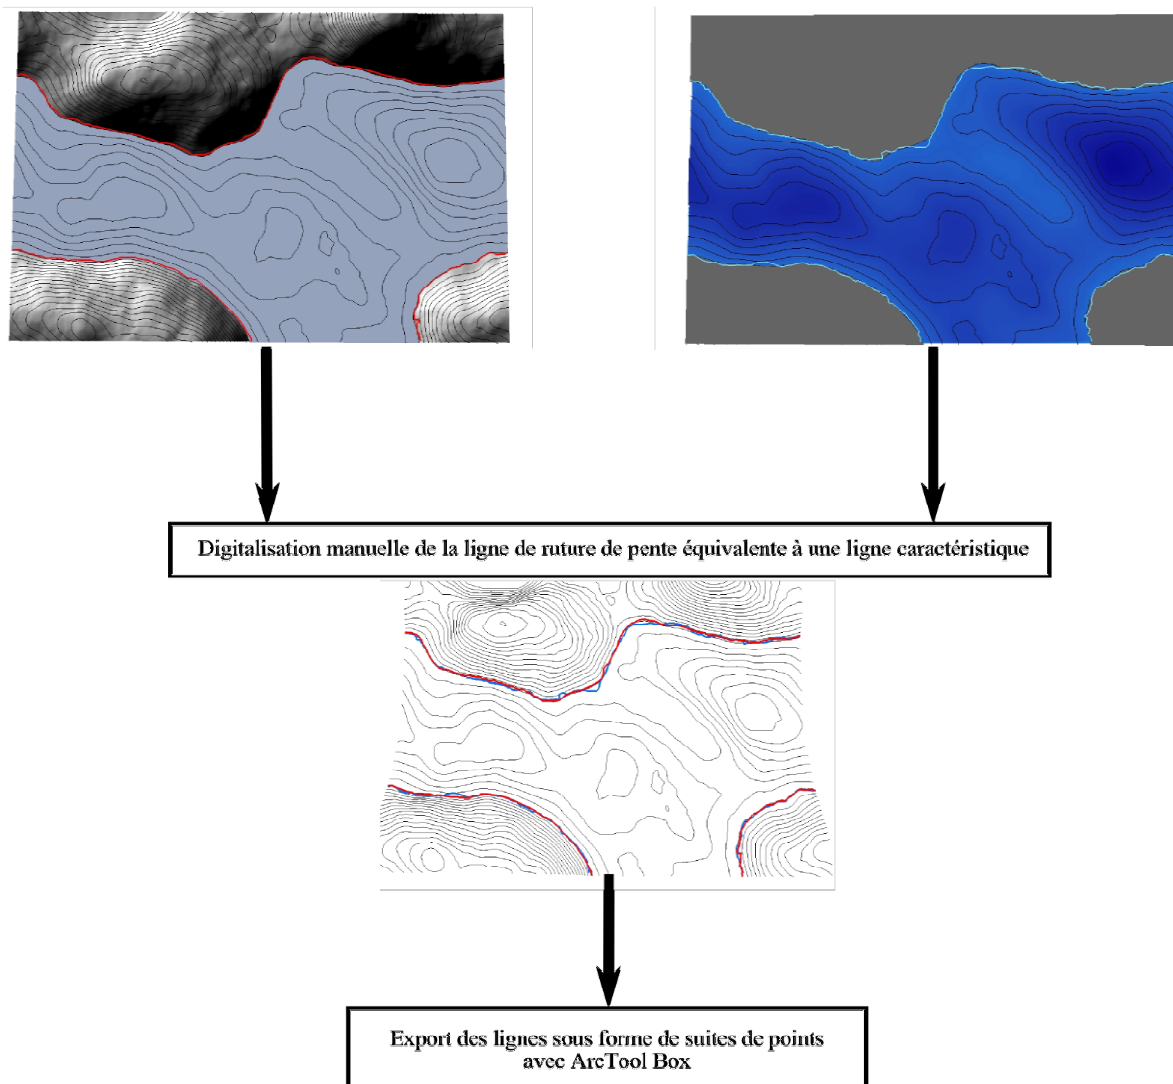 Digitalisation manuelle de la ligne de ruture de pente équivalente à une ligne caractéristique
Export des lignes sous forme de suites de points
avec ArcTool Box